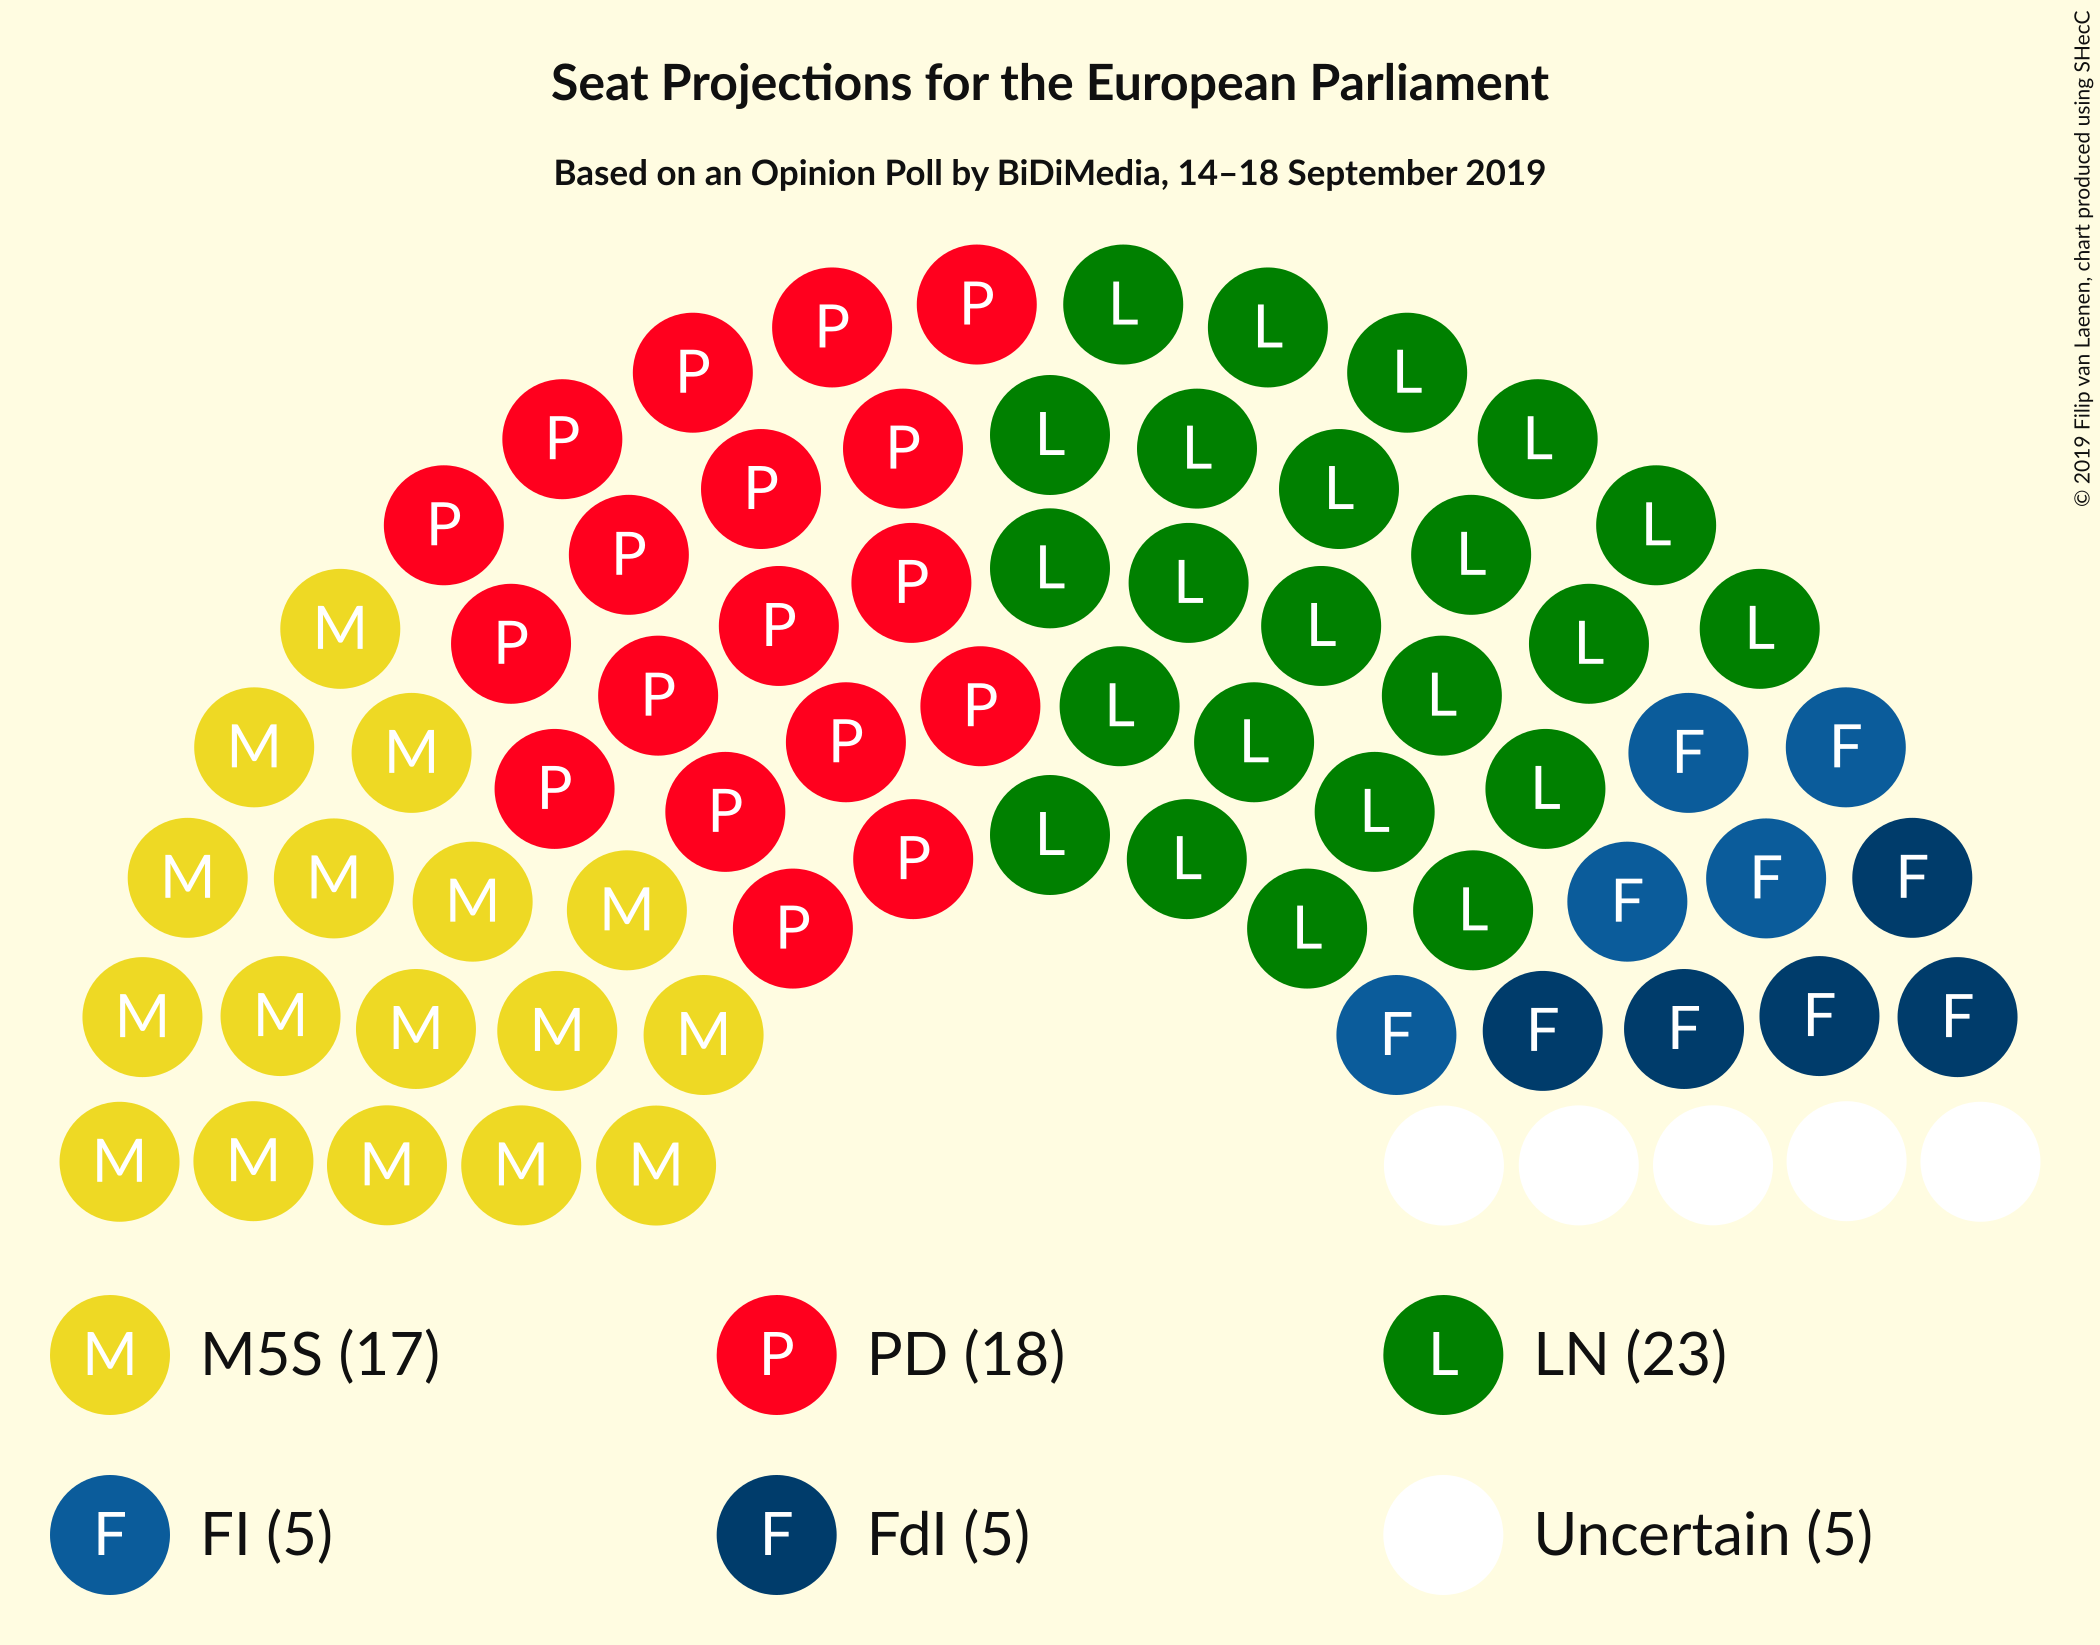 Seat Projections for the European Parliament
Based on an Opinion Poll by BiDiMedia, 14–18 September 2019
© 2019 Filip van Laenen, chart produced using SHecC
P P L L
P L
P P L L L
P P L L
P P L L L
M P P L L L
P P L L
M M P P L L F F
P P L L
M M M M P L F F F
P L
M M M M M F F F F F
M M M M M
M M5S (17)
P PD (18)
L LN (23)
F FI (5)
F FdI (5)
Uncertain (5)